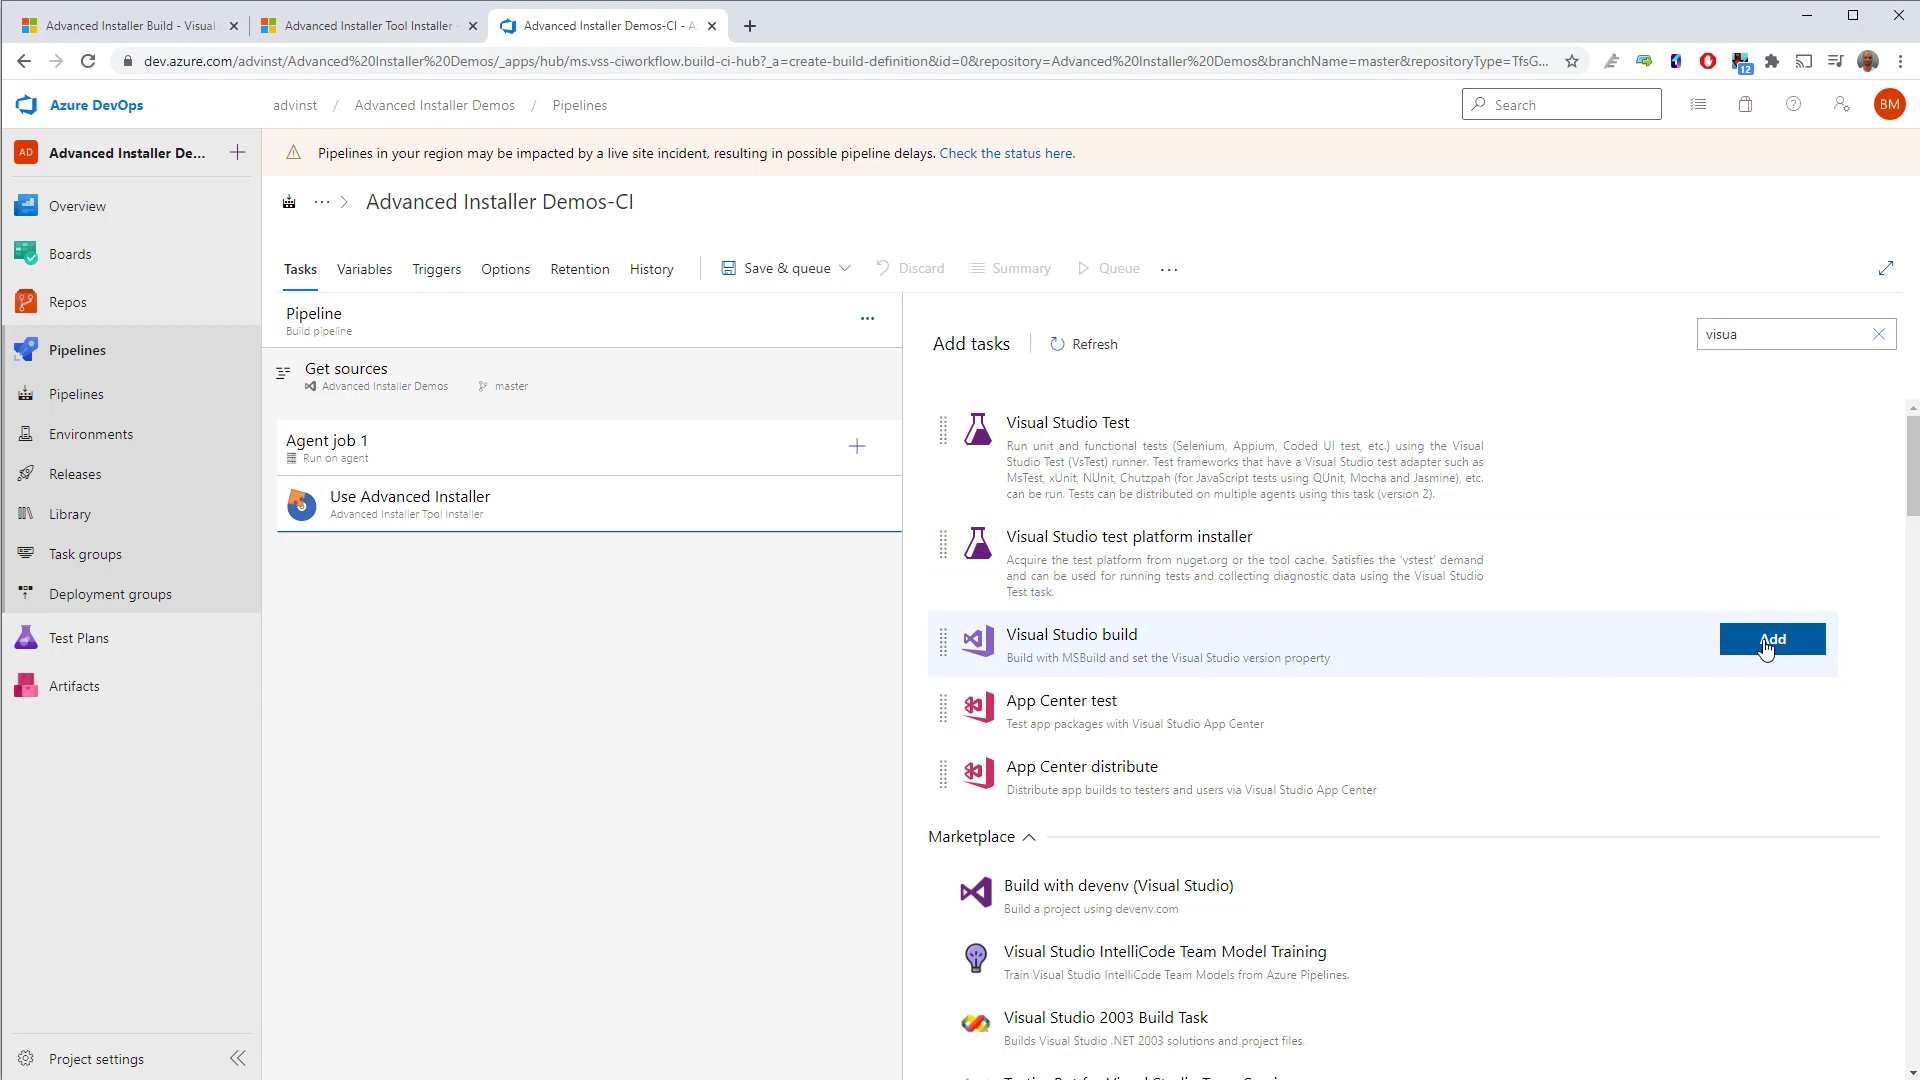 Advanced Installer Build - Visual
Advanced Installer Tool Installer -
Advanced Installer Demos-CI - A
dev.azure.com/advinst/Advanced%20Installer%20Demos/_apps/hub/ms.vss-ciworkflow.build-ci-hub?_a=create-build-definition&id=0&repository=Advanced%20Installer%20Demos&branchName=master&repositoryType=TfsG...
12
Azure DevOps
advinst / Advanced Installer Demos / Pipelines
Search
BM
AD
Advanced Installer De...
Pipelines in your region may be impacted by a live site incident, resulting in possible pipeline delays. Check the status here.
Overview
Boards
Repos
Pipelines
Pipelines
Environments
Releases
Library
Task groups
Deployment groups
Test Plans
Artifacts
Project settings
Advanced Installer Demos-CI
Tasks
Variables
Triggers
Options
Retention
History
Save & queue
Discard
Summary
Queue
Pipeline
Build pipeline
Get sources
Advanced Installer Demos
master
Agent job 1
Run on agent
Use Advanced Installer
Advanced Installer Tool Installer
Add tasks
Refresh
visua
Visual Studio Test
Run unit and functional tests (Selenium, Appium, Coded UI test, etc.) using the Visual
Studio Test (VsTest) runner. Test frameworks that have a Visual Studio test adapter such as
MsTest, xUnit, NUnit, Chutzpah (for JavaScript tests using QUnit, Mocha and Jasmine), etc.
can be run. Tests can be distributed on multiple agents using this task (version 2).
Visual Studio test platform installer
Acquire the test platform from nuget.org or the tool cache. Satisfies the 'vstest' demand
and can be used for running tests and collecting diagnostic data using the Visual Studio
Test task.
Visual Studio build
Build with MSBuild and set the Visual Studio version property
Add
App Center test
Test app packages with Visual Studio App Center
App Center distribute
Distribute app builds to testers and users via Visual Studio App Center
Marketplace
Build with devenv (Visual Studio)
Build a project using devenv.com
Visual Studio IntelliCode Team Model Training
Train Visual Studio IntelliCode Team Models from Azure Pipelines.
Visual Studio 2003 Build Task
Builds Visual Studio .NET 2003 solutions and project files.